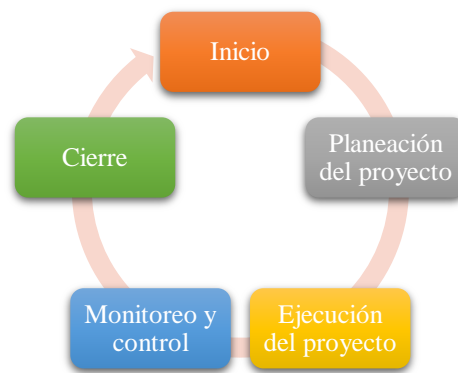 Inicio
Planeación
del proyecto
Ejecución
del proyecto
Monitoreo y
control
Cierre